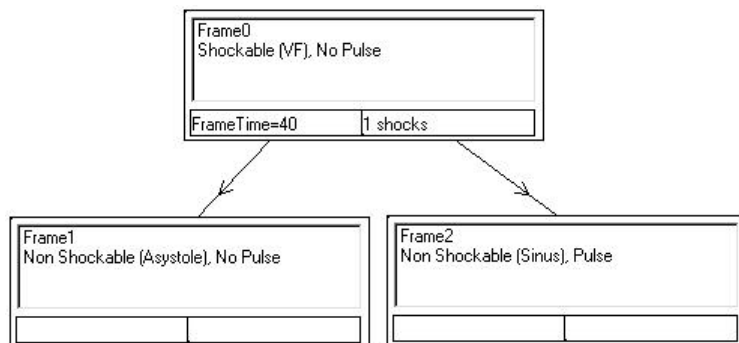 Frame0
Shockable (VF), No Pulse
FrameTime=40
1 shocks
Frame1
Non Shockable (Asystole), No Pulse
Frame2
Non Shockable (Sinus), Pulse